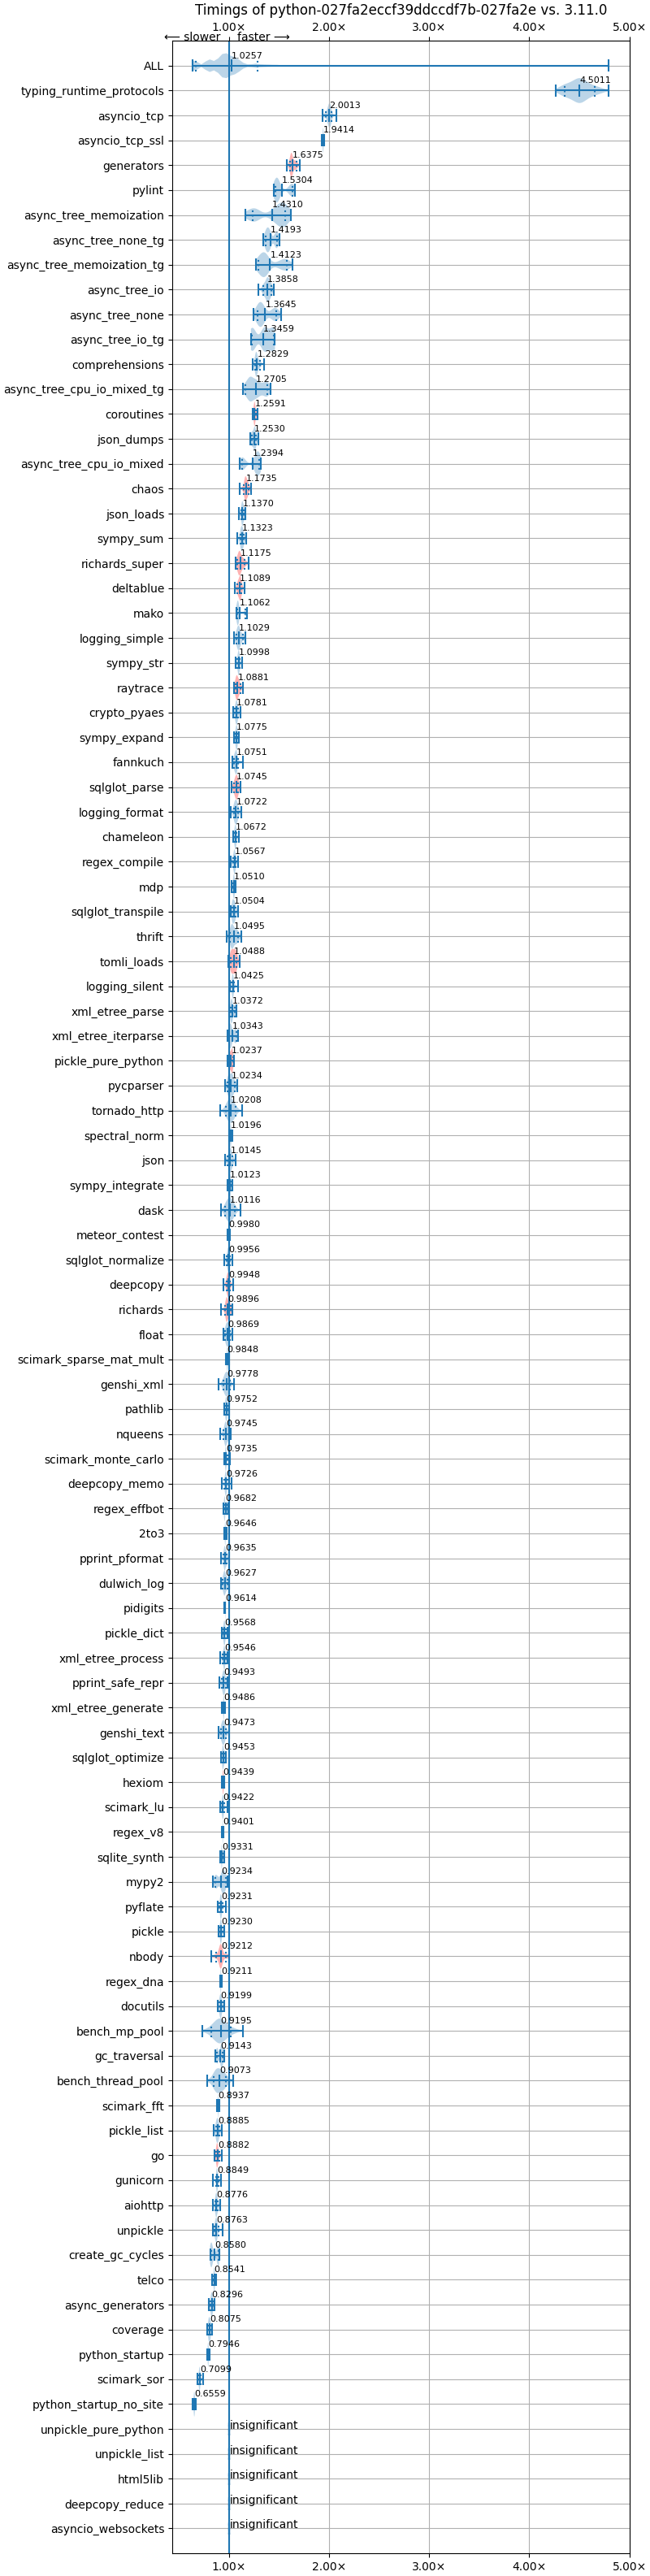 Timings of python-027fa2eccf39ddccdf7b-027fa2e vs. 3.11.0
1.00× 2.00× 3.00× 4.00× 5.00×
⟵ slower faster ⟶
ALL 1.0257
typing_runtime_protocols 4.5011
asyncio_tcp 2.0013
asyncio_tcp_ssl 1.9414
generators 1.6375
pylint 1.5304
async_tree_memoization 1.4310
async_tree_none_tg 1.4193
async_tree_memoization_tg 1.4123
async_tree_io 1.3858
async_tree_none 1.3645
async_tree_io_tg 1.3459
comprehensions 1.2829
async_tree_cpu_io_mixed_tg 1.2705
coroutines 1.2591
json_dumps 1.2530
async_tree_cpu_io_mixed 1.2394
chaos 1.1735
json_loads 1.1370
sympy_sum 1.1323
richards_super 1.1175
deltablue 1.1089
mako 1.1062
logging_simple 1.1029
sympy_str 1.0998
raytrace 1.0881
crypto_pyaes 1.0781
sympy_expand 1.0775
fannkuch 1.0751
sqlglot_parse 1.0745
logging_format 1.0722
chameleon 1.0672
regex_compile 1.0567
mdp 1.0510
sqlglot_transpile 1.0504
thrift 1.0495
tomli_loads 1.0488
logging_silent 1.0425
xml_etree_parse 1.0372
xml_etree_iterparse 1.0343
pickle_pure_python 1.0237
pycparser 1.0234
tornado_http 1.0208
spectral_norm 1.0196
json 1.0145
sympy_integrate 1.0123
dask 1.0116
meteor_contest 0.9980
sqlglot_normalize 0.9956
deepcopy 0.9948
richards 0.9896
float 0.9869
scimark_sparse_mat_mult 0.9848
genshi_xml 0.9778
pathlib 0.9752
nqueens 0.9745
scimark_monte_carlo 0.9735
deepcopy_memo 0.9726
regex_effbot 0.9682
2to3 0.9646
pprint_pformat 0.9635
dulwich_log 0.9627
pidigits 0.9614
pickle_dict 0.9568
xml_etree_process 0.9546
pprint_safe_repr 0.9493
xml_etree_generate 0.9486
genshi_text 0.9473
sqlglot_optimize 0.9453
hexiom 0.9439
scimark_lu 0.9422
regex_v8 0.9401
sqlite_synth 0.9331
mypy2 0.9234
pyflate 0.9231
pickle 0.9230
nbody 0.9212
regex_dna 0.9211
docutils 0.9199
bench_mp_pool 0.9195
gc_traversal 0.9143
bench_thread_pool 0.9073
scimark_fft 0.8937
pickle_list 0.8885
go 0.8882
gunicorn 0.8849
aiohttp 0.8776
unpickle 0.8763
create_gc_cycles 0.8580
telco 0.8541
async_generators 0.8296
coverage 0.8075
python_startup 0.7946
scimark_sor 0.7099
python_startup_no_site 0.6559
unpickle_pure_python insignificant
unpickle_list insignificant
html5lib insignificant
deepcopy_reduce insignificant
asyncio_websockets insignificant
1.00× 2.00× 3.00× 4.00× 5.00×